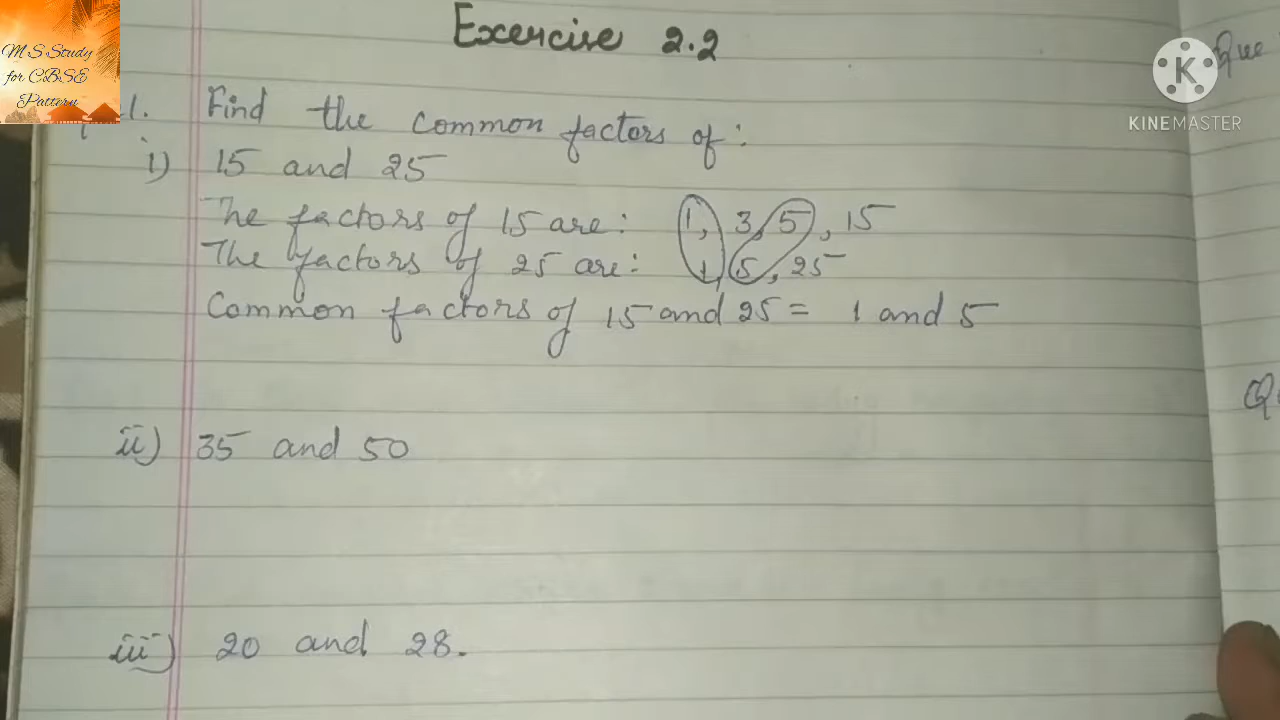 M S Study
for C.B.S.E
Pattern
Excercise 2.2
KINEMASTER
Que
1. Find the common factors of:
i) 15 and 25
The factors of 15 are: 1, 3, 5, 15
The factors of 25 are: 1, 5, 25
Common factors of 15 and 25 = 1 and 5
ii) 35 and 50
iii) 20 and 28.